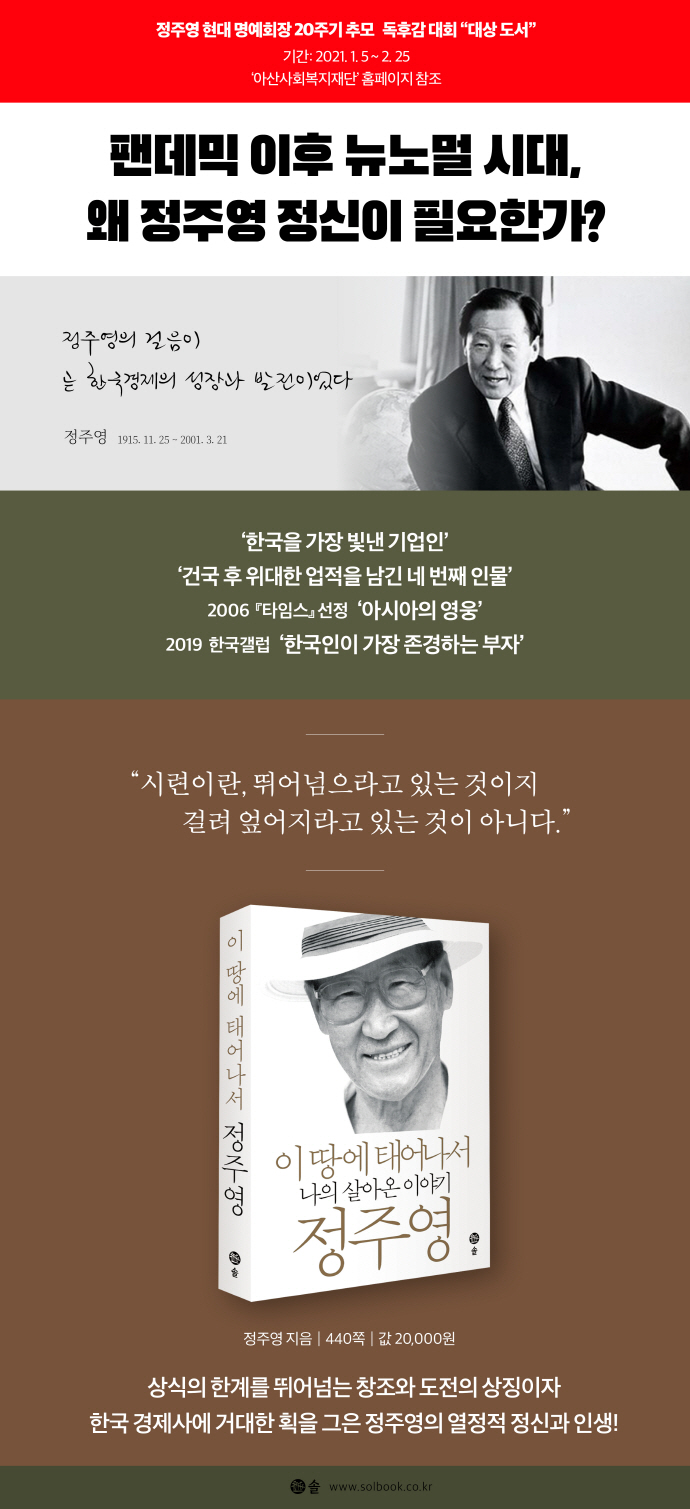 정주영 현대 명예회장 20주기 추모 독후감 대회 “대상 도서”
기간: 2021. 1. 5 ~ 2. 25
‘아산사회복지재단’ 홈페이지 참조
팬데믹 이후 뉴노멀 시대,
왜 정주영 정신이 필요한가?
정주영의 걸음이
곧 한국경제의 성장과 발전이었다
정주영 1915. 11. 25 ~ 2001. 3. 21
‘한국을 가장 빛낸 기업인’
‘건국 후 위대한 업적을 남긴 네 번째 인물’
2006 『타임스』 선정 ‘아시아의 영웅’
2019 한국갤럽 ‘한국인이 가장 존경하는 부자’
“시련이란, 뛰어넘으라고 있는 것이지
걸려 엎어지라고 있는 것이 아니다.”
이 땅에 태어나서 정주영 솔
이 땅에 태어나서
나의 살아온 이야기
정주영
솔
정주영 지음 | 440쪽 | 값 20,000원
상식의 한계를 뛰어넘는 창조와 도전의 상징이자
한국 경제사에 거대한 획을 그은 정주영의 열정적 정신과 인생!
솔 www.solbook.co.kr